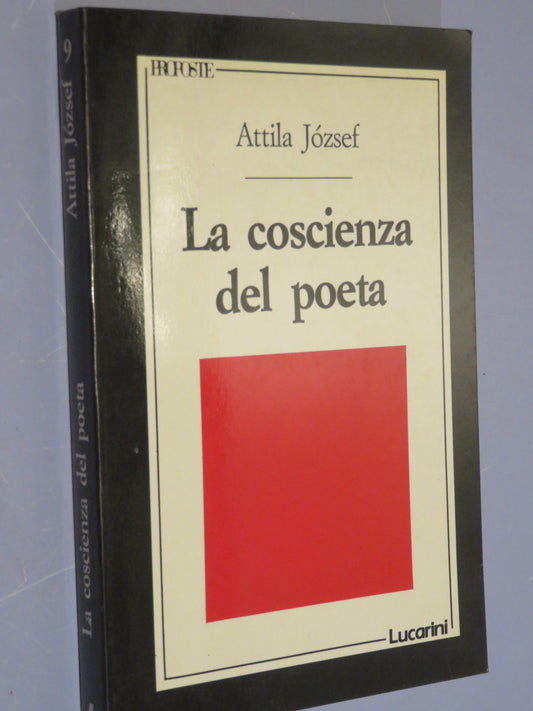 PROPOSTE
Attila József
La coscienza
del poeta
Lucarini
La coscienza del poeta Attila József 9